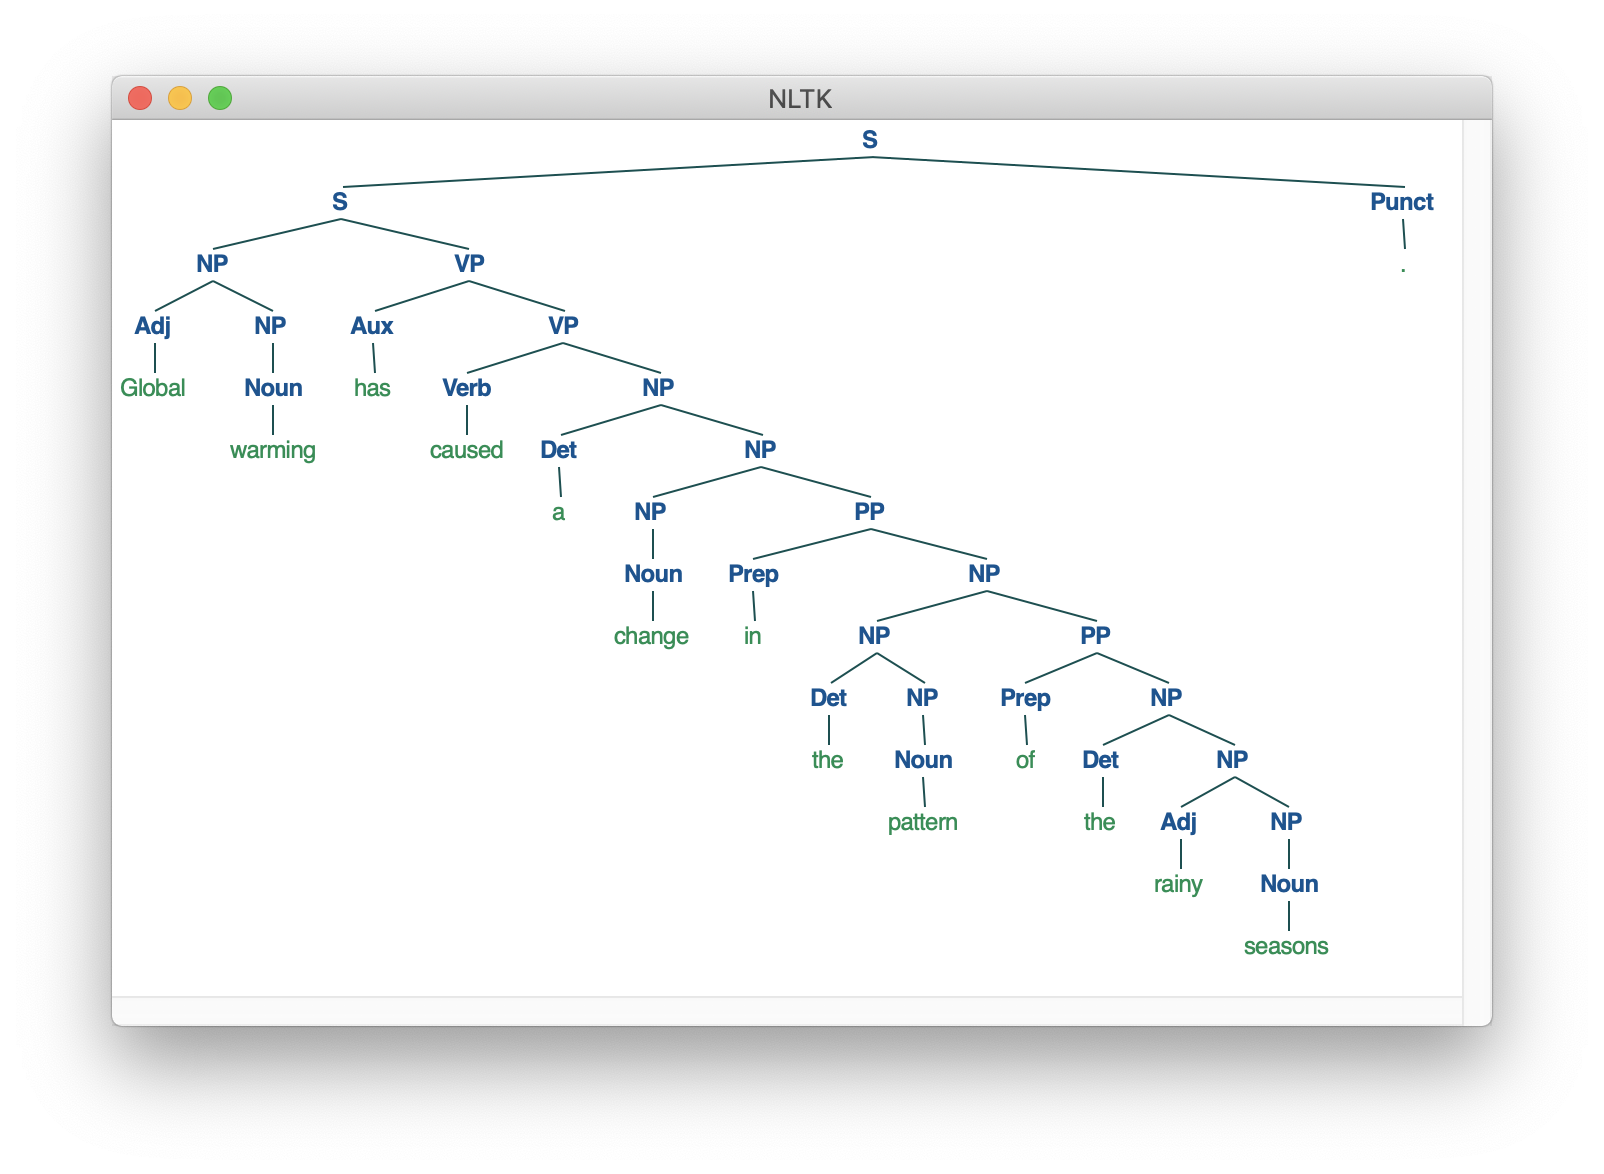 NLTK
S
S Punct
NP VP .
Adj NP Aux VP
Global Noun has Verb NP
warming caused Det NP
a NP PP
Noun Prep NP
change in NP PP
Det NP Prep NP
the Noun of Det NP
pattern the Adj NP
rainy Noun
seasons